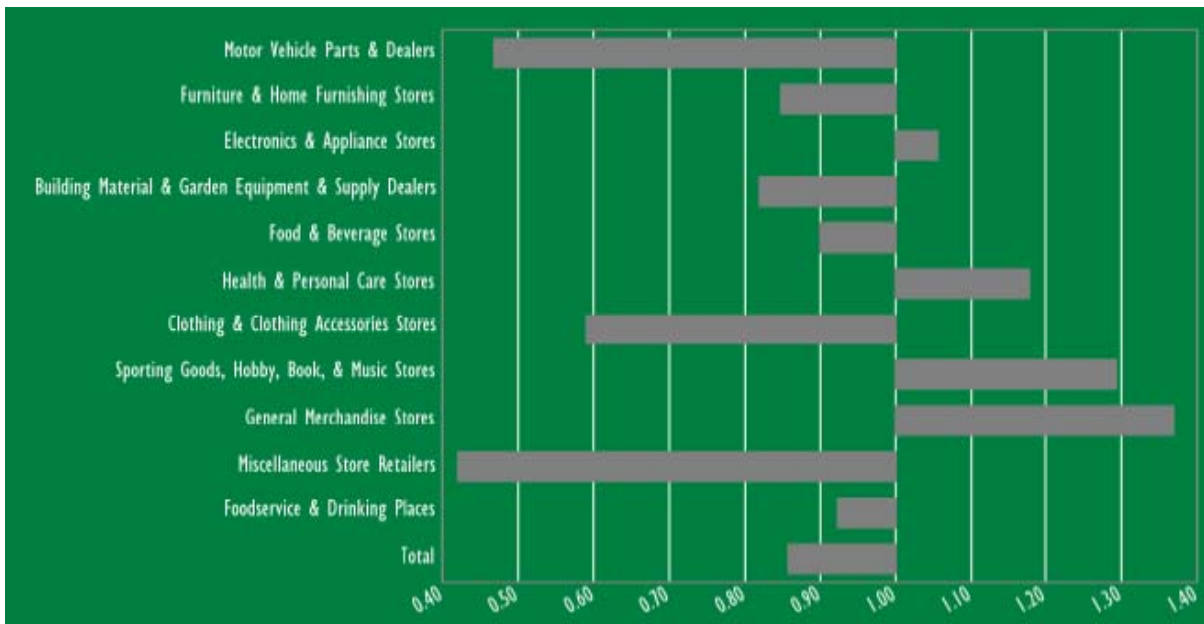 Motor Vehicle Parts & Dealers
Furniture & Home Furnishing Stores
Electronics & Appliance Stores
Building Material & Garden Equipment & Supply Dealers
Food & Beverage Stores
Health & Personal Care Stores
Clothing & Clothing Accessories Stores
Sporting Goods, Hobby, Book, & Music Stores
General Merchandise Stores
Miscellaneous Store Retailers
Foodservice & Drinking Places
Total
0.40 0.50 0.60 0.70 0.80 0.90 1.00 1.10 1.20 1.30 1.40